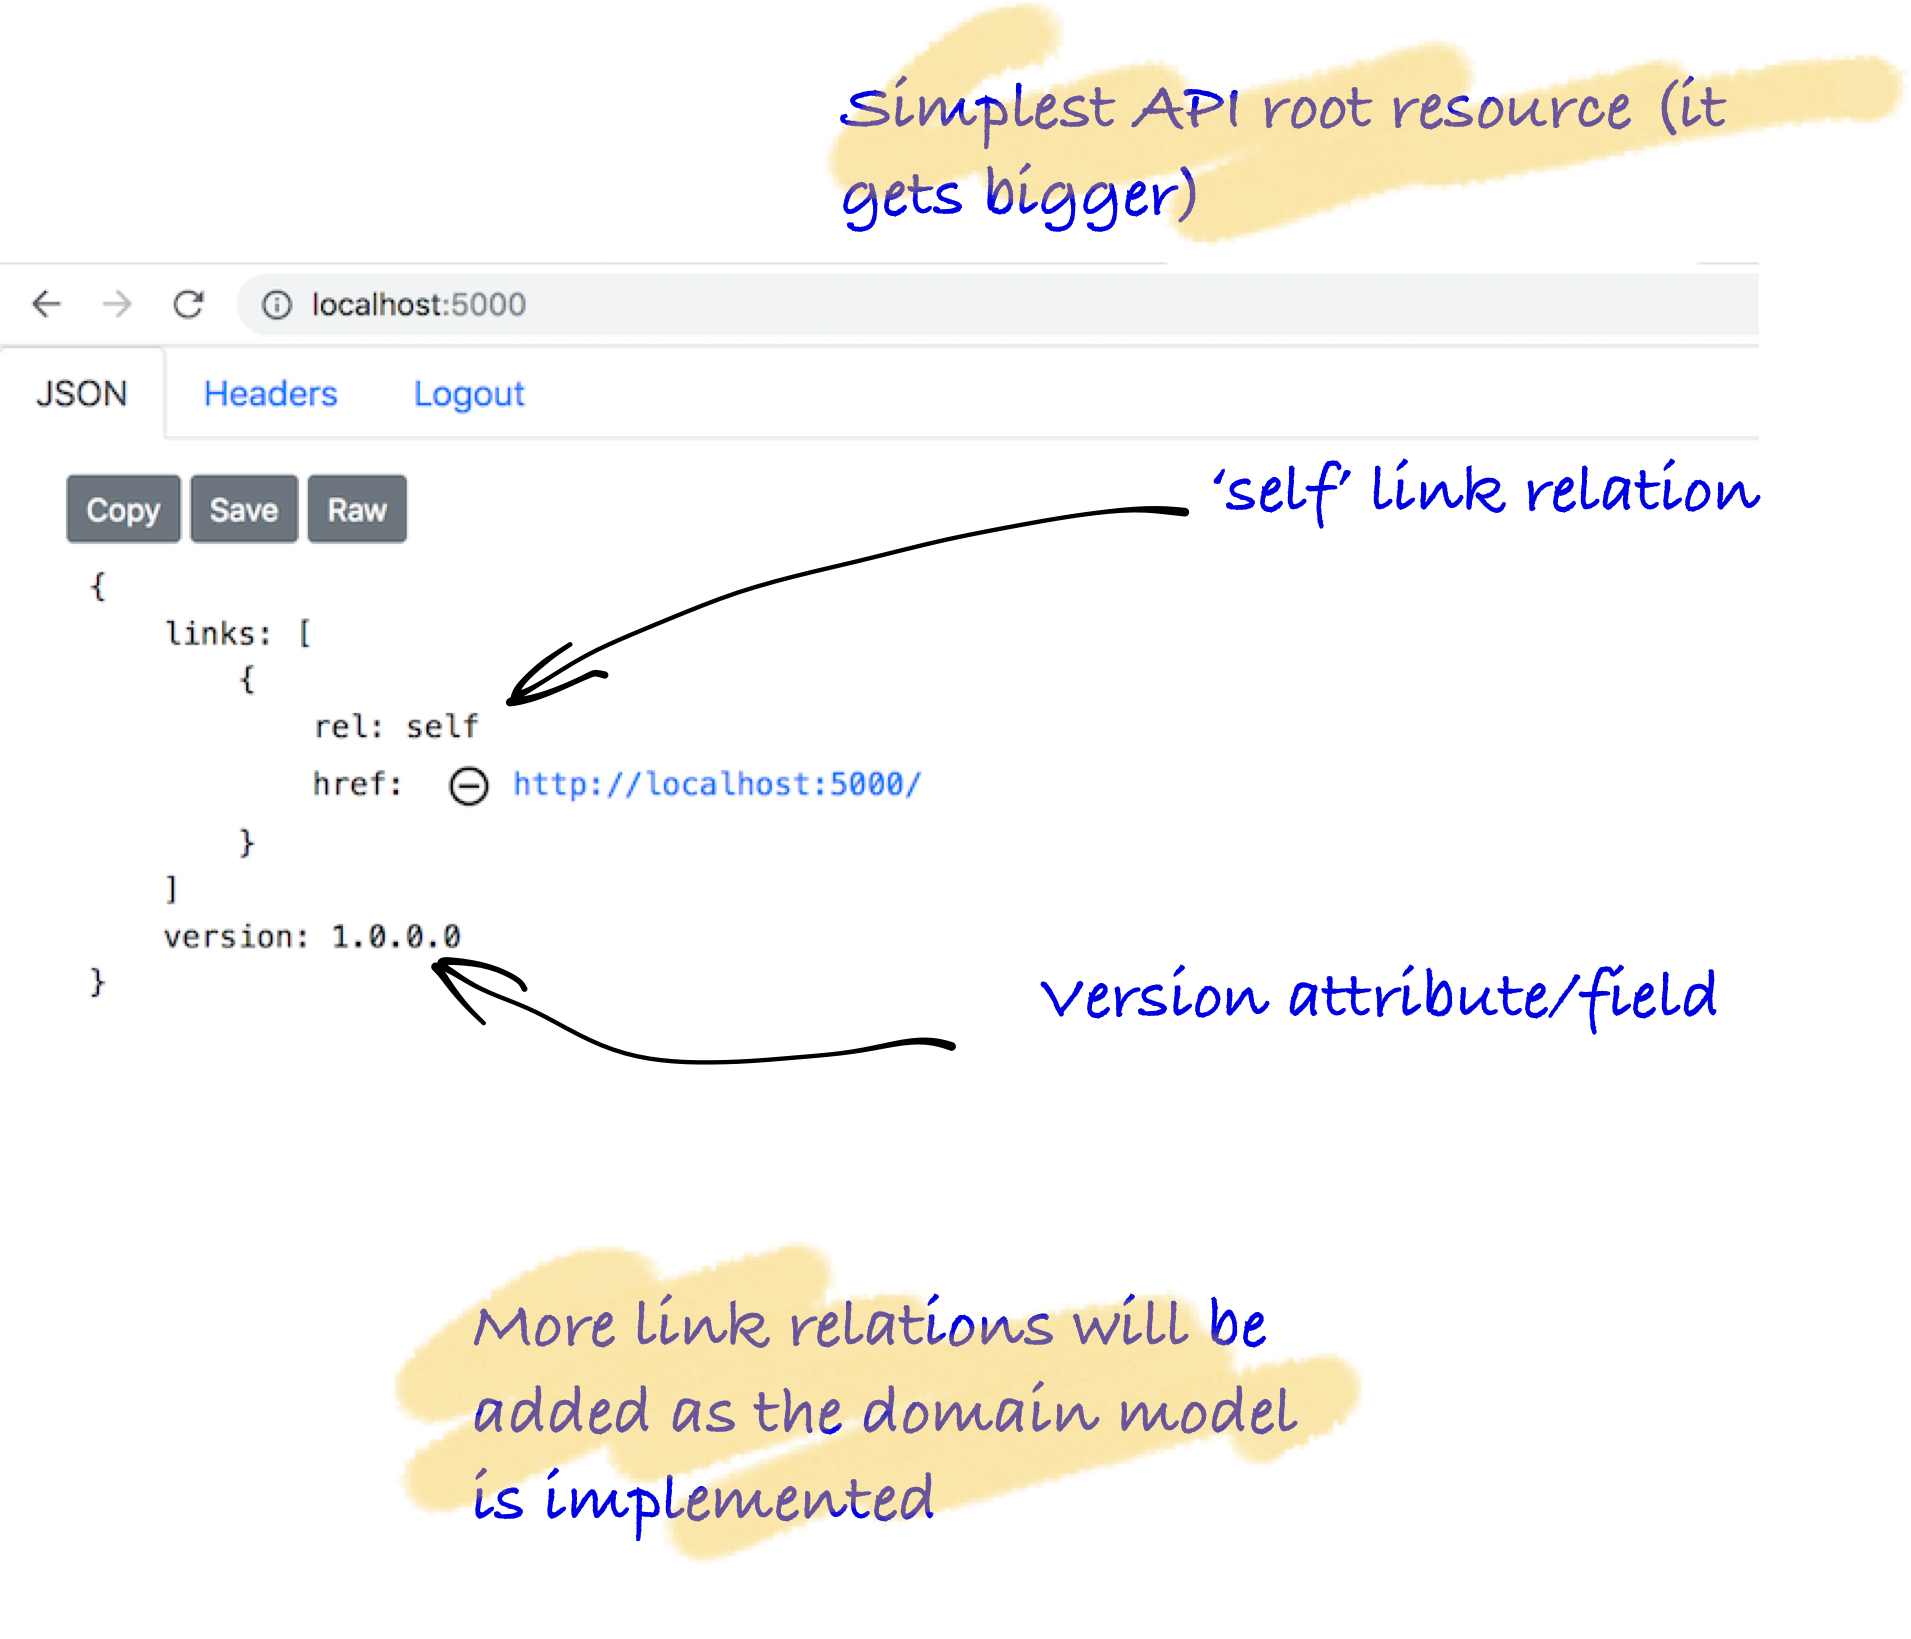 Simplest API root resource (it
gets bigger)
localhost:5000
JSON Headers Logout
Copy Save Raw
'self' link relation
{
links: [
{
rel: self
href: http://localhost:5000/
}
]
version: 1.0.0.0
}
Version attribute/field
More link relations will be
added as the domain model
is implemented